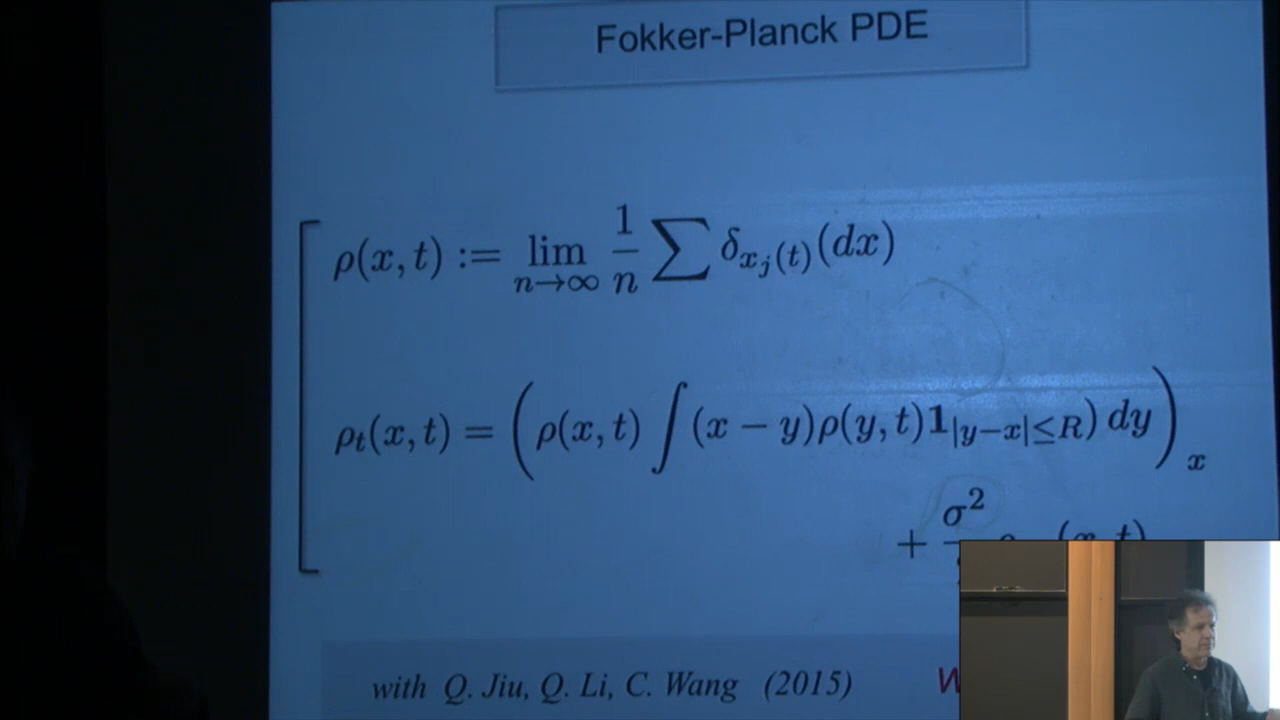 Fokker-Planck PDE
ρ(x, t) := lim_{n→∞} 1/n ∑ δ_{x_j(t)}(dx)
ρ_t(x, t) = ( ρ(x, t) ∫ (x − y)ρ(y, t)1_{|y−x|≤R}) dy )_x
+ σ²
with Q. Jiu, Q. Li, C. Wang (2015)